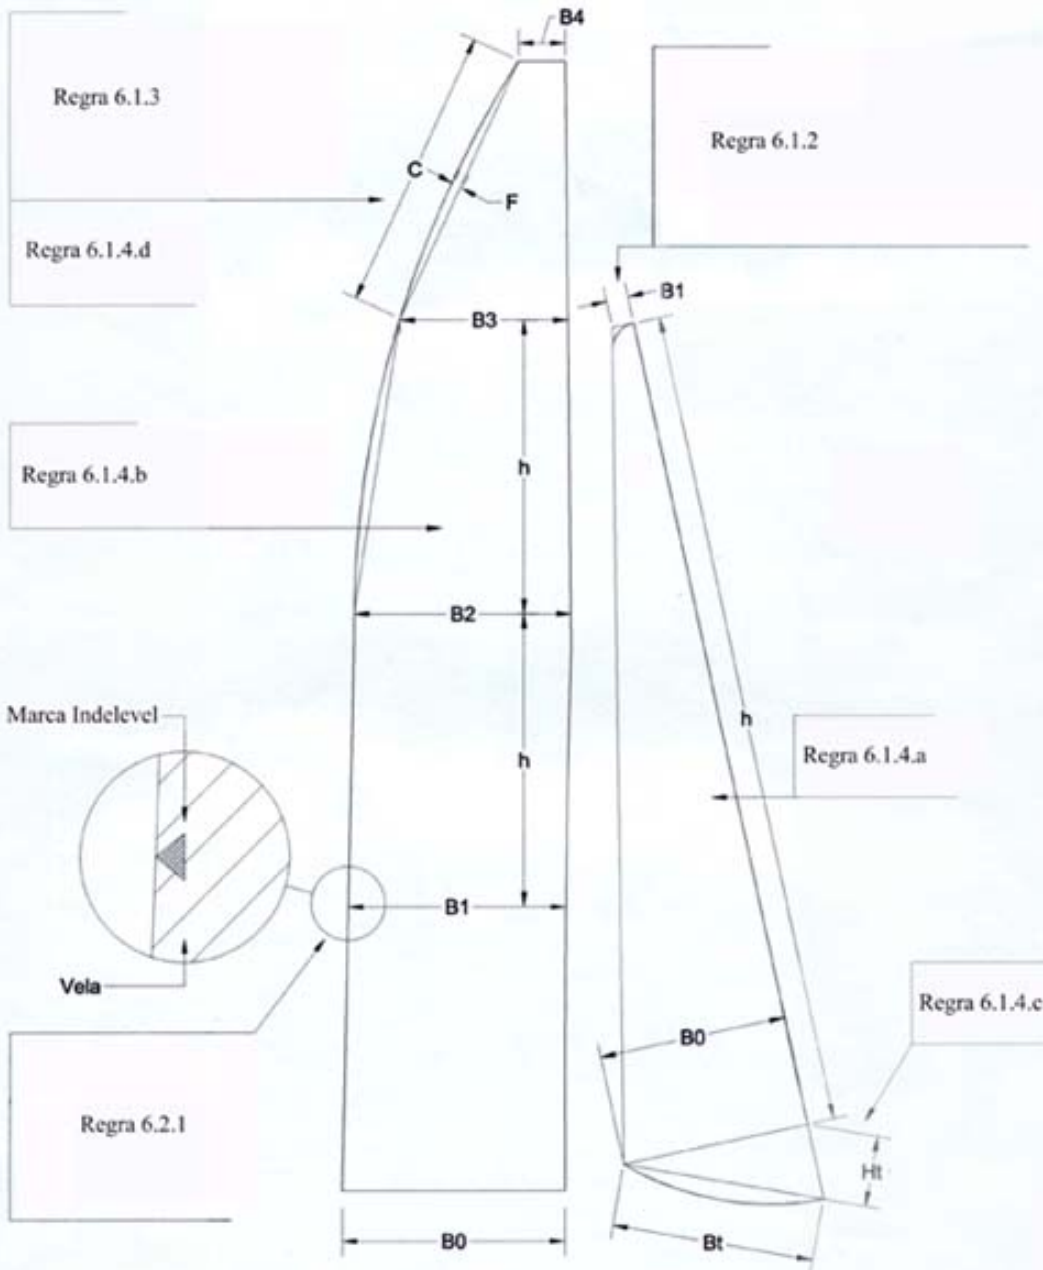 B4
Regra 6.1.3
Regra 6.1.2
C
F
Regra 6.1.4.d
B1
B3
h
Regra 6.1.4.b
B2
Marca Indelevel
h
h
Regra 6.1.4.a
B1
Vela
Regra 6.1.4.c
B0
Regra 6.2.1
Ht
B0
Bt